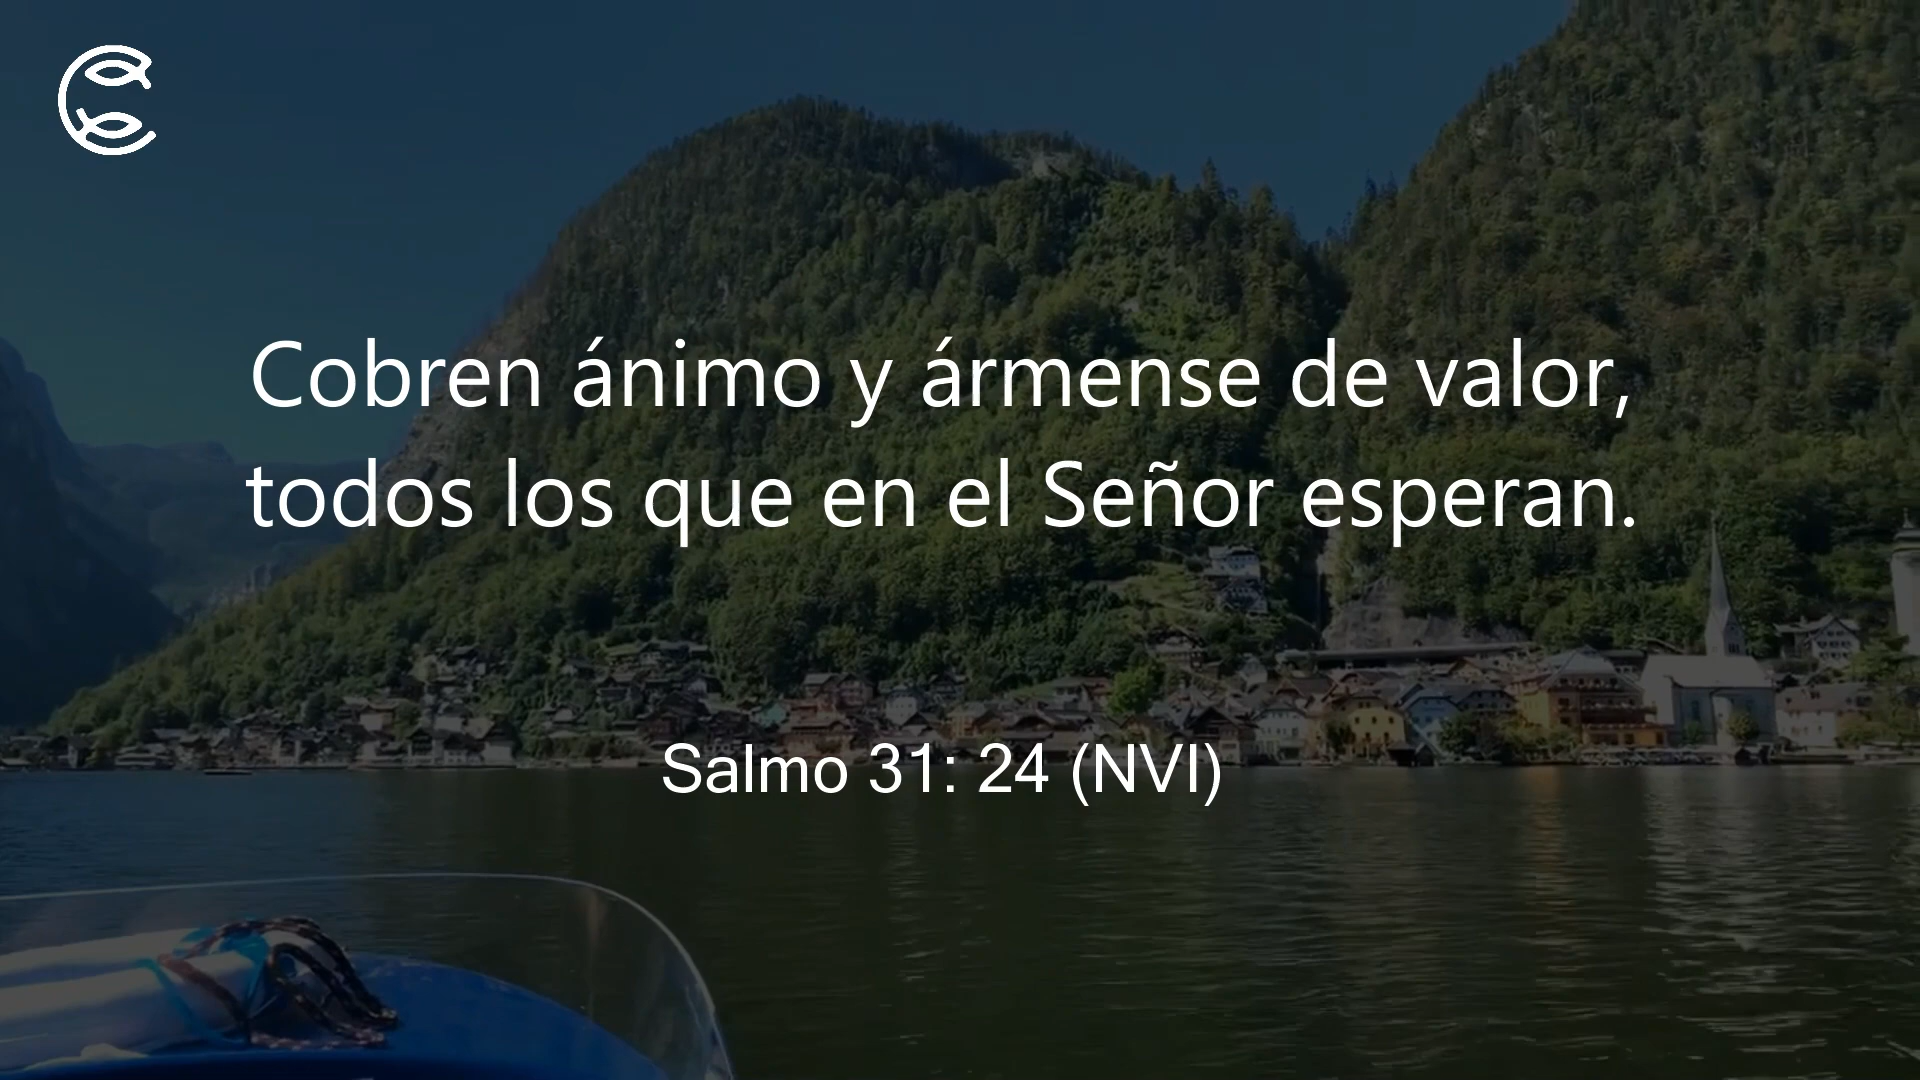 Cobren ánimo y ármense de valor,
todos los que en el Señor esperan.
Salmo 31: 24 (NVI)